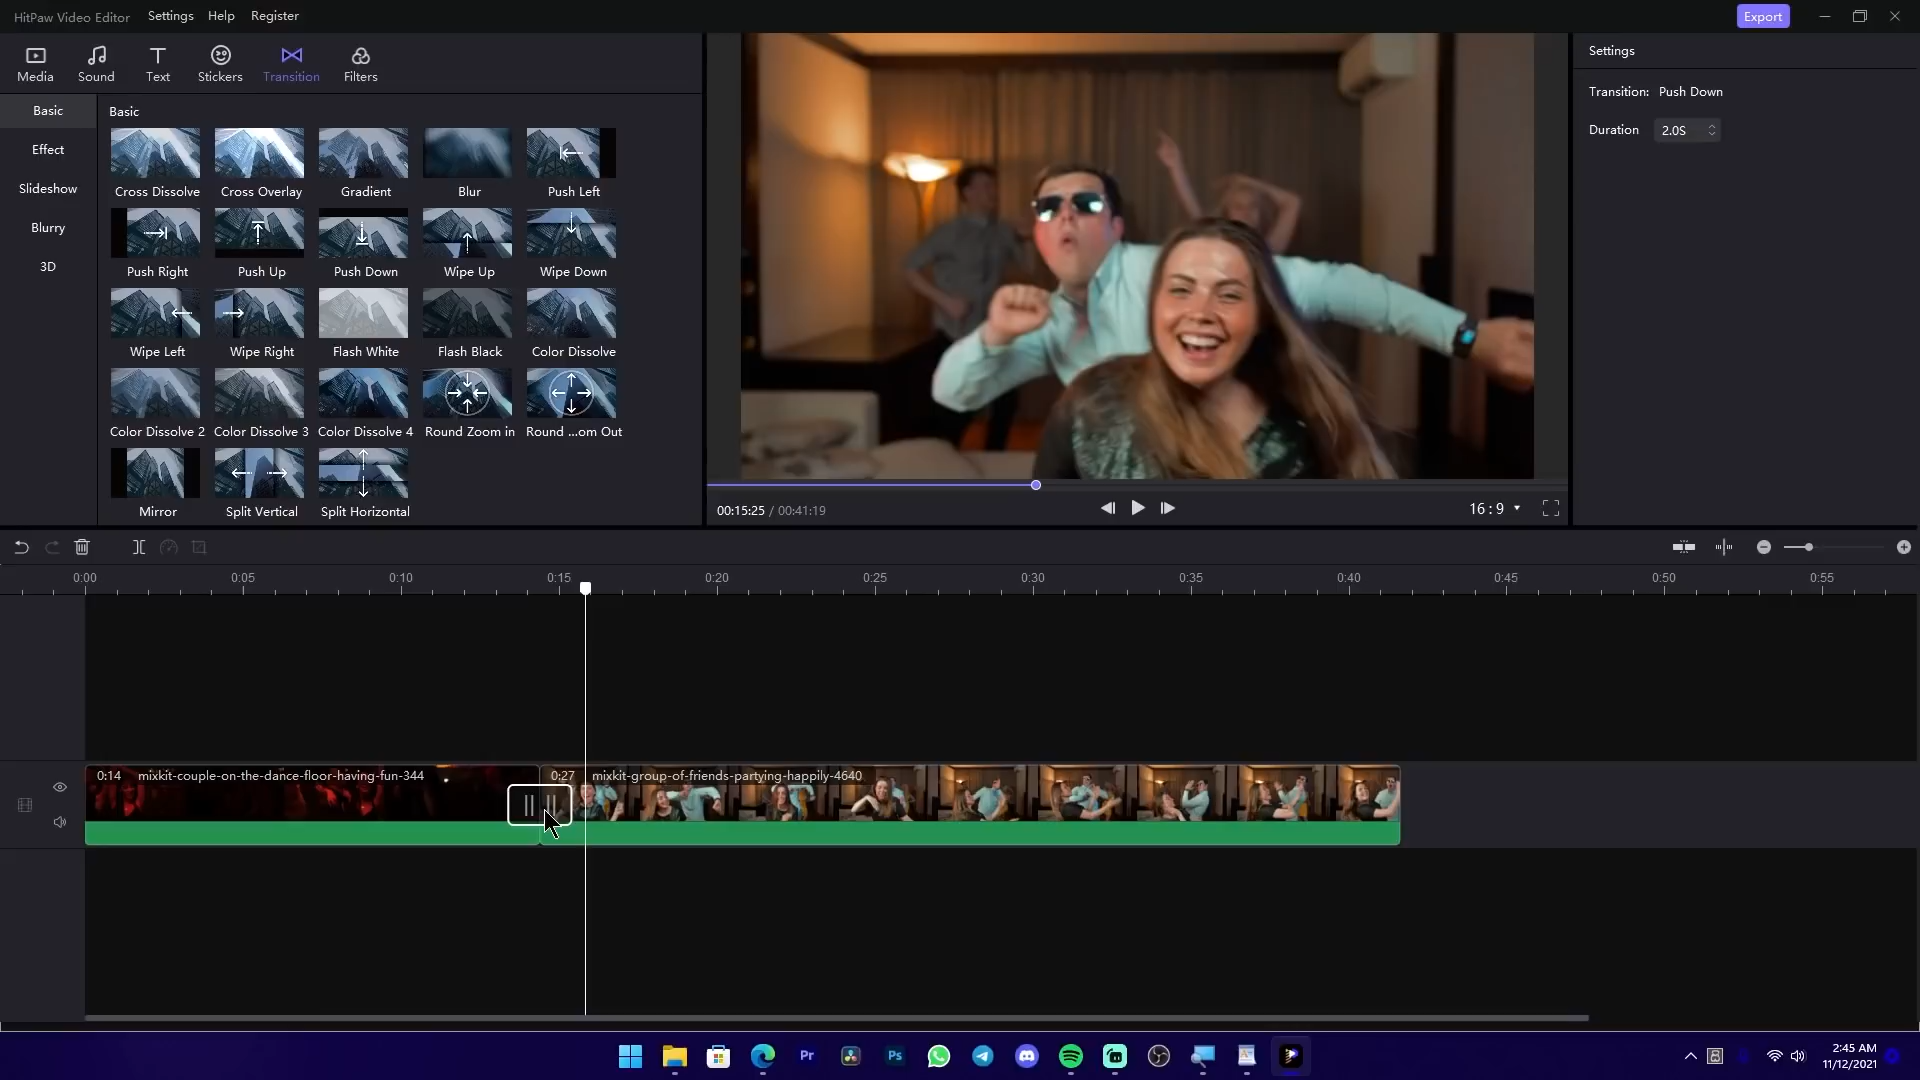 HitPaw Video Editor Settings Help Register Export
Media Sound Text Stickers Transition Filters
Settings
Basic
Effect
Slideshow
Blurry
3D
Basic
Cross Dissolve Cross Overlay Gradient Blur Push Left
Push Right Push Up Push Down Wipe Up Wipe Down
Wipe Left Wipe Right Flash White Flash Black Color Dissolve
Color Dissolve 2 Color Dissolve 3 Color Dissolve 4 Round Zoom in Round ...om Out
Mirror Split Vertical Split Horizontal
Transition: Push Down
Duration 2.0S
00:15:25 / 00:41:19 16:9
0:00 0:05 0:10 0:15 0:20 0:25 0:30 0:35 0:40 0:45 0:50 0:55
0:14 mixkit-couple-on-the-dance-floor-having-fun-344 0:27 mixkit-group-of-friends-partying-happily-4640
Pr Ps
2:45 AM
11/12/2021